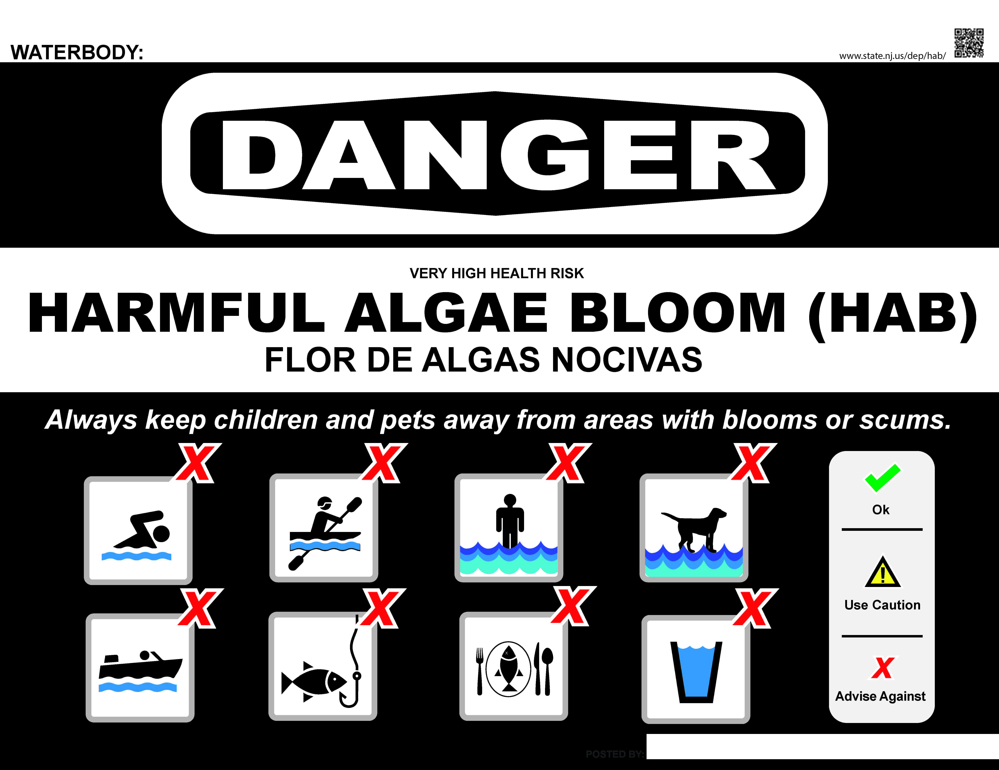 WATERBODY:
www.state.nj.us/dep/hab/
DANGER
VERY HIGH HEALTH RISK
HARMFUL ALGAE BLOOM (HAB)
FLOR DE ALGAS NOCIVAS
Always keep children and pets away from areas with blooms or scums.
Ok
Use Caution
Advise Against
POSTED BY: